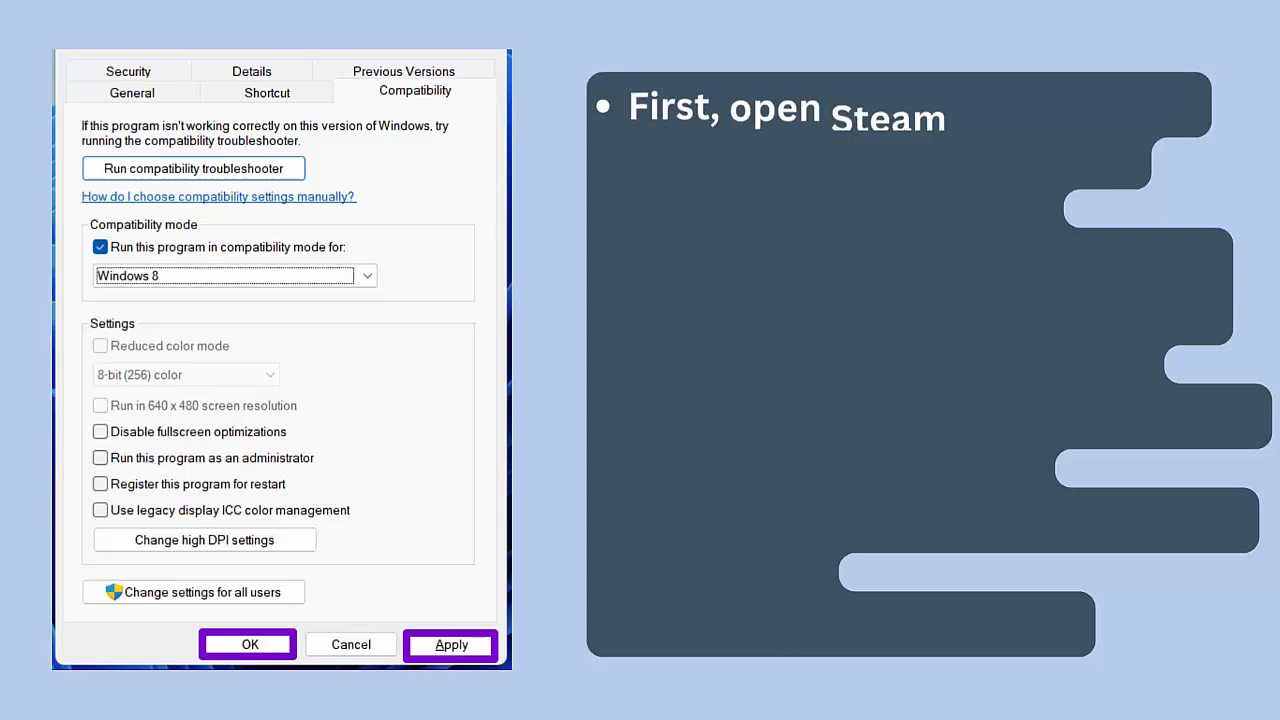 Security Details Previous Versions
General Shortcut Compatibility
If this program isn't working correctly on this version of Windows, try
running the compatibility troubleshooter.
Run compatibility troubleshooter
How do I choose compatibility settings manually?
Compatibility mode
Run this program in compatibility mode for:
Windows 8
Settings
Reduced color mode
8-bit (256) color
Run in 640 x 480 screen resolution
Disable fullscreen optimizations
Run this program as an administrator
Register this program for restart
Use legacy display ICC color management
Change high DPI settings
Change settings for all users
OK Cancel Apply
• First, open Steam